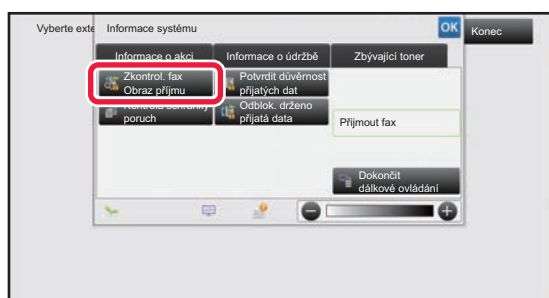 Vyberte exte
Informace systému
OK
Konec
Informace o akci
Informace o údržbě
Zbývající toner
Zkontrol. fax
Obraz příjmu
Potvrdit důvěrnost
přijatých dat
Kontrola schránky
poruch
Odblok. drženo
přijatá data
Přijmout fax
Dokončit
dálkové ovládání